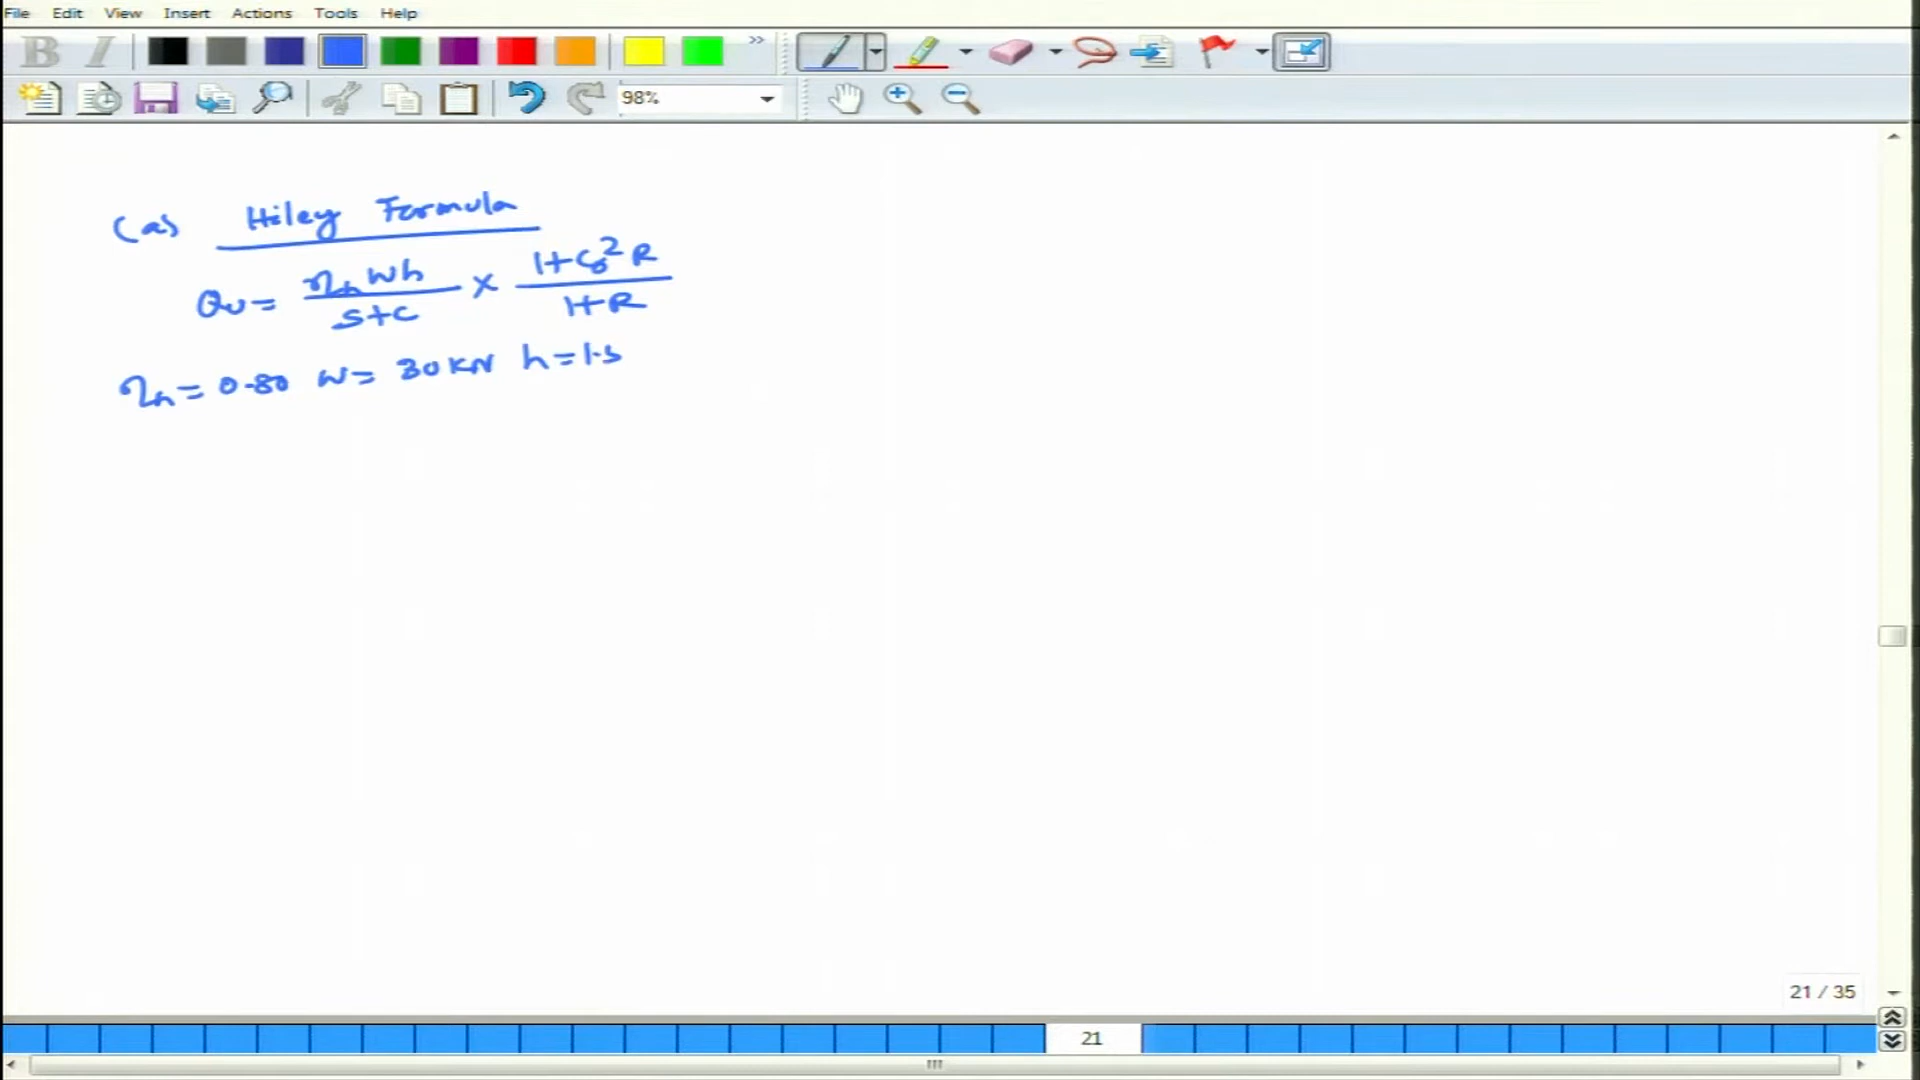 File Edit View Insert Actions Tools Help
B I
98%
(a) Hiley Formula
Qu = ηh Wh / S+C × 1+Cr² R / 1+R
ηh = 0.80 W = 30 KN h = 1.5
21 / 35
21